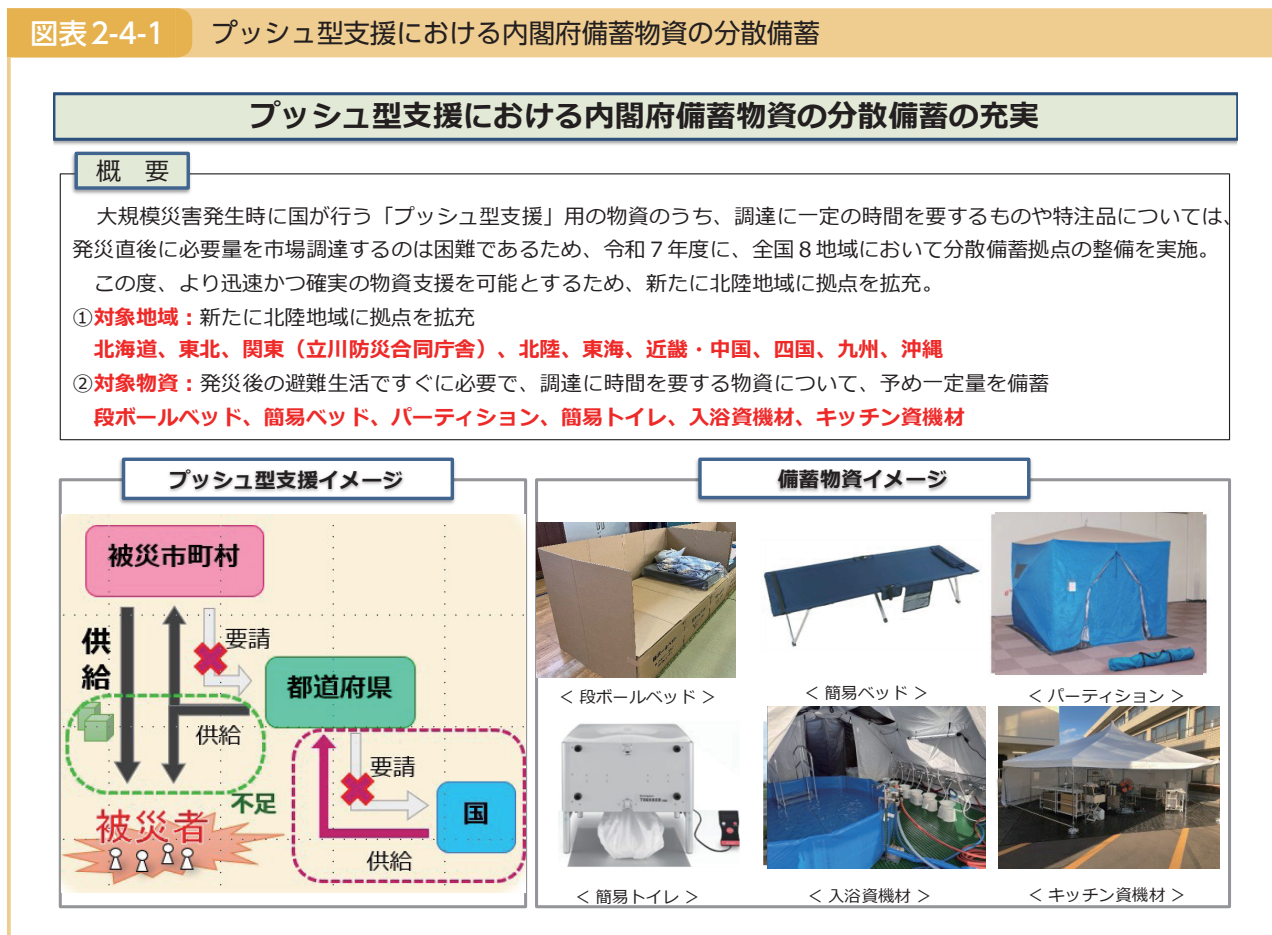 図表2-4-1 プッシュ型支援における内閣府備蓄物資の分散備蓄
プッシュ型支援における内閣府備蓄物資の分散備蓄の充実
概 要
大規模災害発生時に国が行う「プッシュ型支援」用の物資のうち、調達に一定の時間を要するものや特注品については、
発災直後に必要量を市場調達するのは困難であるため、令和７年度に、全国８地域において分散備蓄拠点の整備を実施。
この度、より迅速かつ確実の物資支援を可能とするため、新たに北陸地域に拠点を拡充。
①対象地域：新たに北陸地域に拠点を拡充
北海道、東北、関東（立川防災合同庁舎）、北陸、東海、近畿・中国、四国、九州、沖縄
②対象物資：発災後の避難生活ですぐに必要で、調達に時間を要する物資について、予め一定量を備蓄
段ボールベッド、簡易ベッド、パーティション、簡易トイレ、入浴資機材、キッチン資機材
プッシュ型支援イメージ
被災市町村
供給
要請
都道府県
供給
要請
不足
国
被災者
供給
備蓄物資イメージ
＜ 段ボールベッド ＞
＜ 簡易ベッド ＞
＜ パーティション ＞
＜ 簡易トイレ ＞
＜ 入浴資機材 ＞
＜ キッチン資機材 ＞